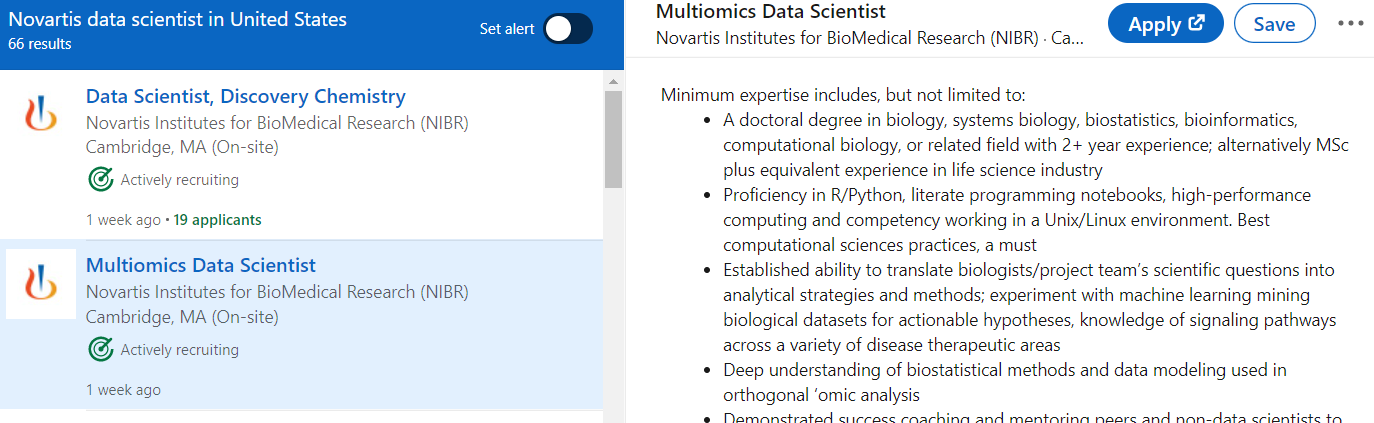 Novartis data scientist in United States
66 results
Set alert
Data Scientist, Discovery Chemistry
Novartis Institutes for BioMedical Research (NIBR)
Cambridge, MA (On-site)
Actively recruiting
1 week ago • 19 applicants
Multiomics Data Scientist
Novartis Institutes for BioMedical Research (NIBR)
Cambridge, MA (On-site)
Actively recruiting
1 week ago
Multiomics Data Scientist
Novartis Institutes for BioMedical Research (NIBR) · Ca...
Apply
Save
Minimum expertise includes, but not limited to:
• A doctoral degree in biology, systems biology, biostatistics, bioinformatics,
computational biology, or related field with 2+ year experience; alternatively MSc
plus equivalent experience in life science industry
• Proficiency in R/Python, literate programming notebooks, high-performance
computing and competency working in a Unix/Linux environment. Best
computational sciences practices, a must
• Established ability to translate biologists/project team’s scientific questions into
analytical strategies and methods; experiment with machine learning mining
biological datasets for actionable hypotheses, knowledge of signaling pathways
across a variety of disease therapeutic areas
• Deep understanding of biostatistical methods and data modeling used in
orthogonal ‘omic analysis
• Demonstrated success coaching and mentoring peers and non-data scientists to